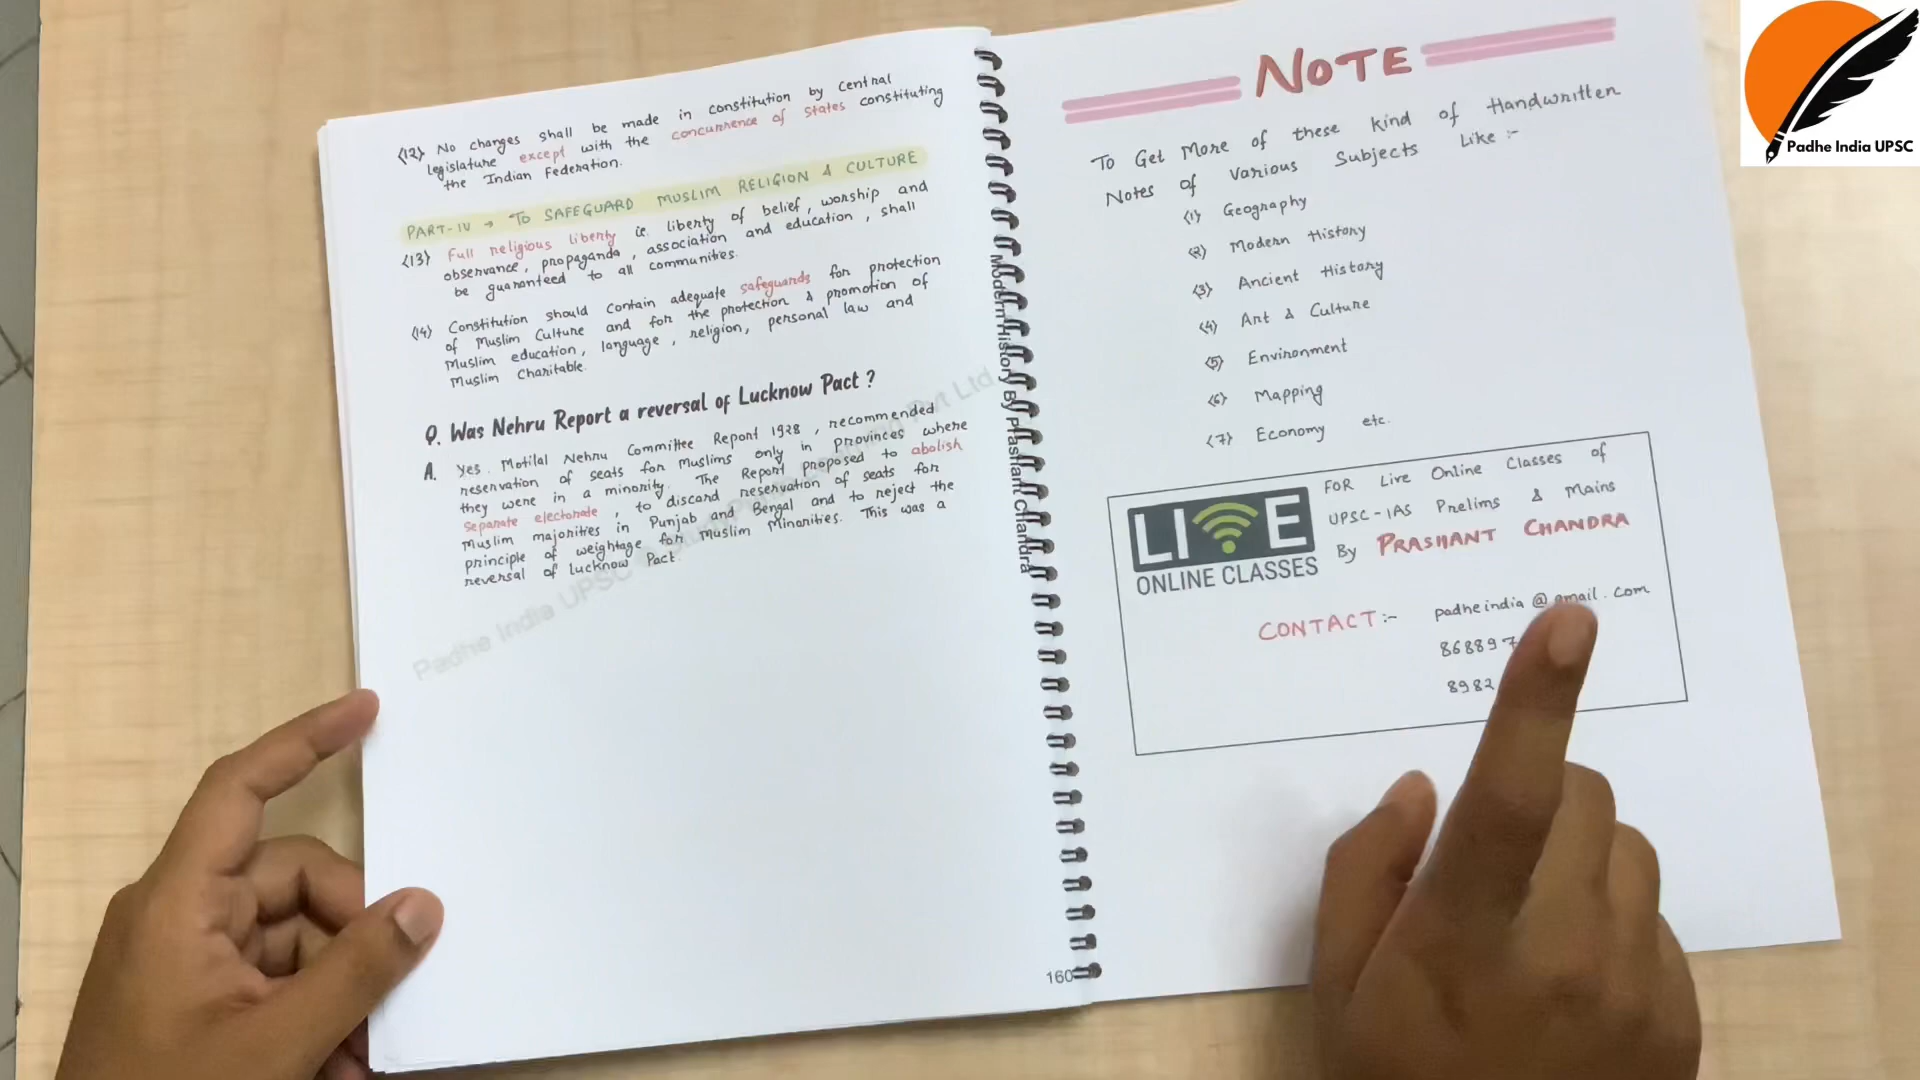 <12> No changes shall be made in constitution by central
legislature except with the concurrence of States constituting
the Indian Federation.
PART-IV → TO SAFEGUARD MUSLIM RELIGION & CULTURE
<13> Full religious liberty i.e. liberty of belief, worship and
observance, propaganda, association and education, shall
be guaranteed to all communities.
<14> Constitution should contain adequate safeguards for protection
of Muslim Culture and for the protection & promotion of
Muslim education, language, religion, personal law and
Muslim Charitable.
Q. Was Nehru Report a reversal of Lucknow Pact ?
A. Yes. Motilal Nehru Committee Report 1928, recommended
reservation of seats for Muslims only in provinces where
they were in a minority. The Report proposed to abolish
separate electorate, to discard reservation of seats for
Muslim majorities in Punjab and Bengal and to reject the
principle of weightage for Muslim Minorities. This was a
reversal of Lucknow Pact.
Padhe India UPSC Pvt Ltd.
Modern History By Prashant Chandra
160
NOTE
To Get More of these kind of Handwritten
Notes of Various Subjects Like :-
<1> Geography
<2> Modern History
<3> Ancient History
<4> Art & Culture
<5> Environment
<6> Mapping
<7> Economy etc.
LIVE
ONLINE CLASSES
FOR Live Online Classes of
UPSC-IAS Prelims & Mains
By PRASHANT CHANDRA
CONTACT :- padheindia@gmail.com
868897
8982
Padhe India UPSC